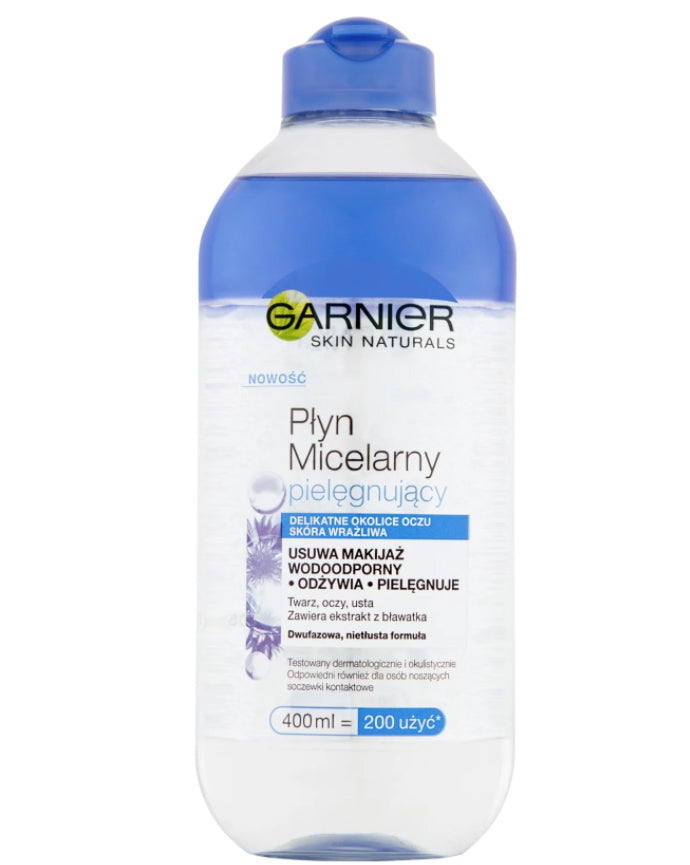 GARNIER
SKIN NATURALS
NOWOŚĆ
Płyn
Micelarny
pielęgnujący
DELIKATNE OKOLICE OCZU
SKÓRA WRAŻLIWA
USUWA MAKIJAŻ
WODOODPORNY
• ODŻYWIA • PIELĘGNUJE
Twarz, oczy, usta
Zawiera ekstrakt z bławatka
Dwufazowa, nietłusta formuła
Testowany dermatologicznie i okulistycznie
Odpowiedni również dla osób noszących
soczewki kontaktowe
400ml = 200 użyć*